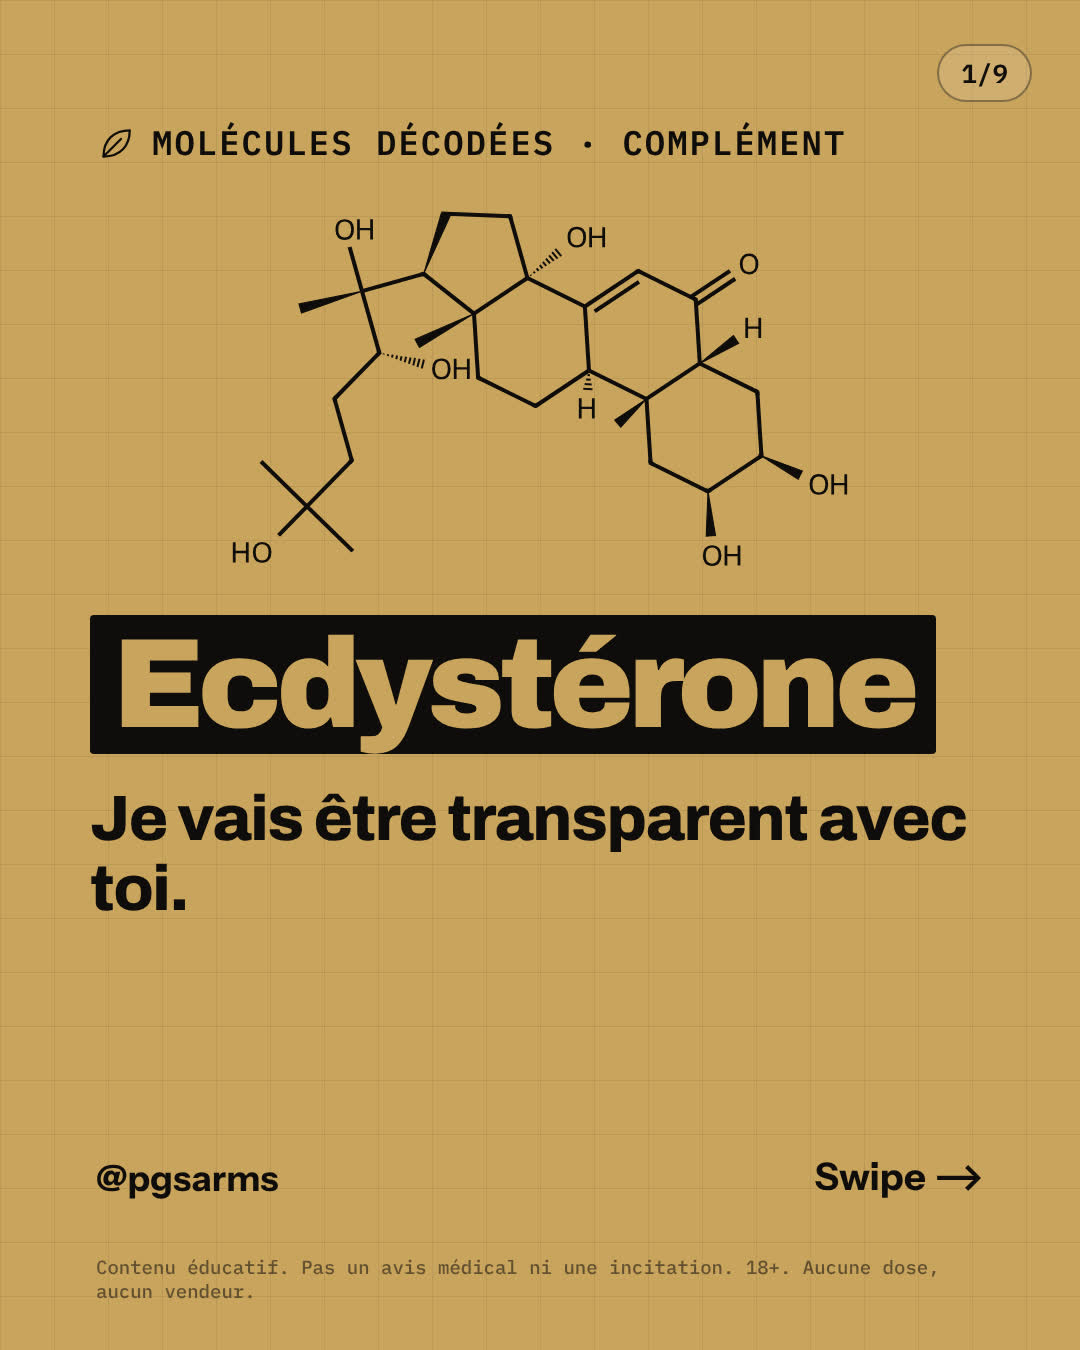 1/9
MOLÉCULES DÉCODÉES · COMPLÉMENT
OH
OH
O
H
OH
H
OH
HO
OH
Ecdystérone
Je vais être transparent avec
toi.
@pgsarms
Swipe →
Contenu éducatif. Pas un avis médical ni une incitation. 18+. Aucune dose,
aucun vendeur.